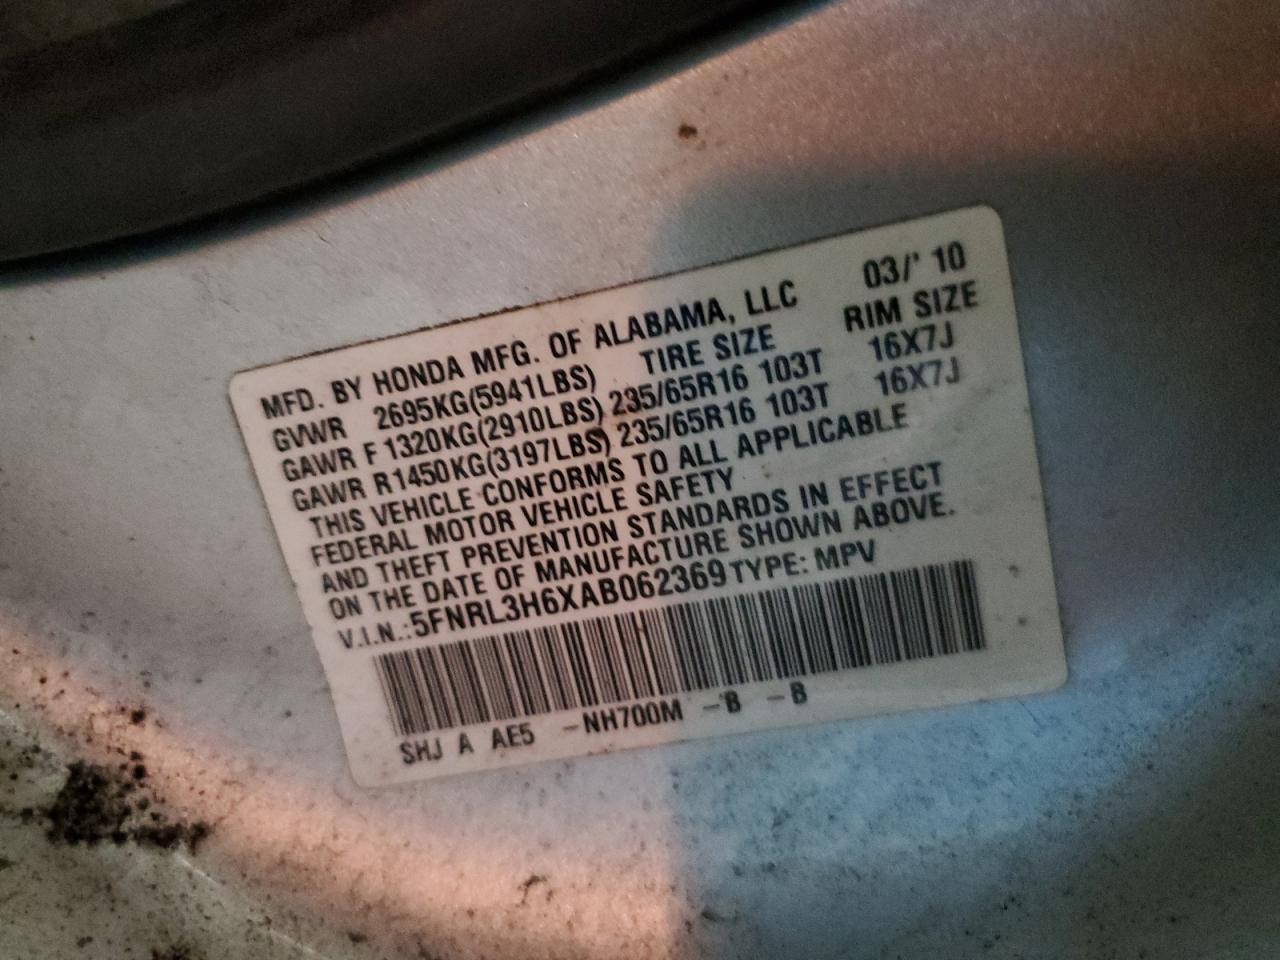 MFD. BY HONDA MFG. OF ALABAMA, LLC 03/' 10
GVWR 2695KG(5941LBS) TIRE SIZE RIM SIZE
GAWR F 1320KG(2910LBS) 235/65R16 103T 16X7J
GAWR R1450KG(3197LBS) 235/65R16 103T 16X7J
THIS VEHICLE CONFORMS TO ALL APPLICABLE
FEDERAL MOTOR VEHICLE SAFETY
AND THEFT PREVENTION STANDARDS IN EFFECT
ON THE DATE OF MANUFACTURE SHOWN ABOVE.
V.I.N.:5FNRL3H6XAB062369 TYPE: MPV
SHJ A AE5 –NH700M –B –B